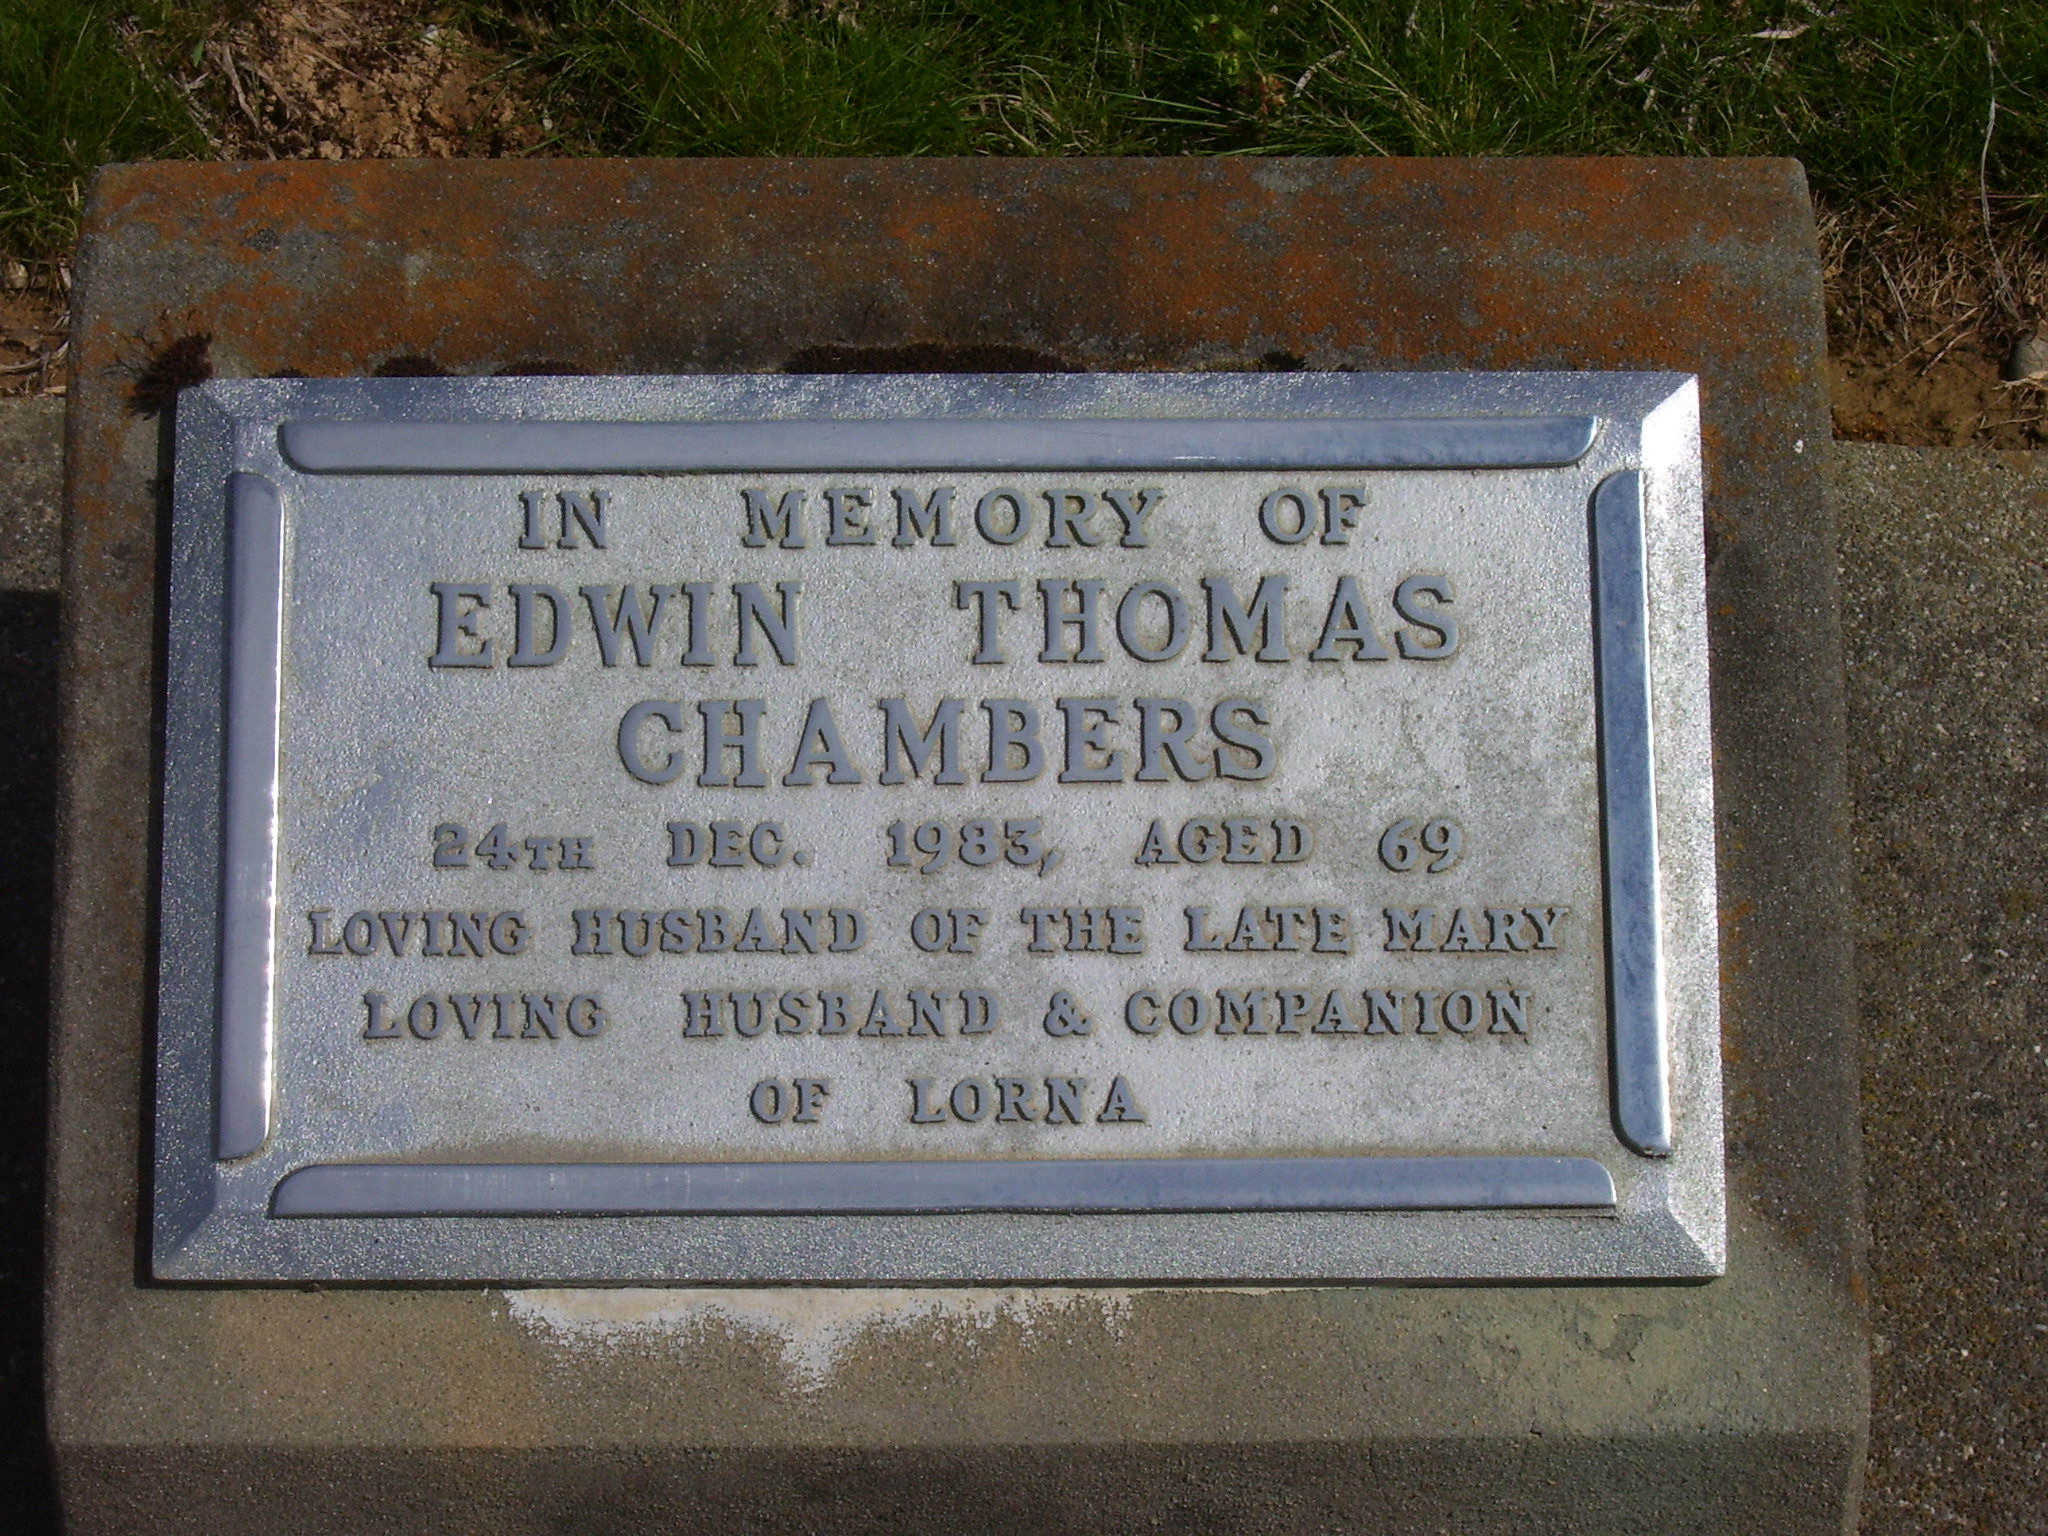 IN MEMORY OF
EDWIN THOMAS
CHAMBERS
24TH DEC. 1983, AGED 69
LOVING HUSBAND OF THE LATE MARY
LOVING HUSBAND & COMPANION
OF LORNA